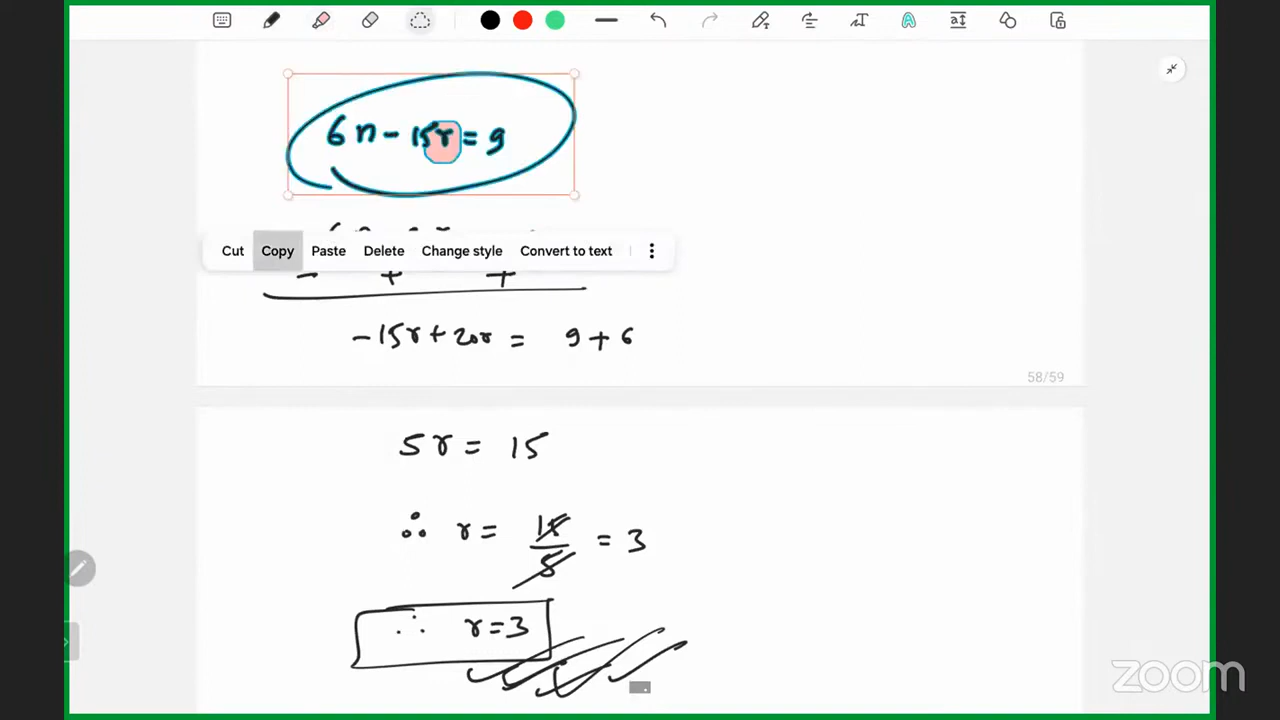 6n - 15r = 9
Cut Copy Paste Delete Change style Convert to text
- + +
-15r + 20r = 9 + 6
58/59
5r = 15
∴ r = 15/5 = 3
∴ r = 3
zoom